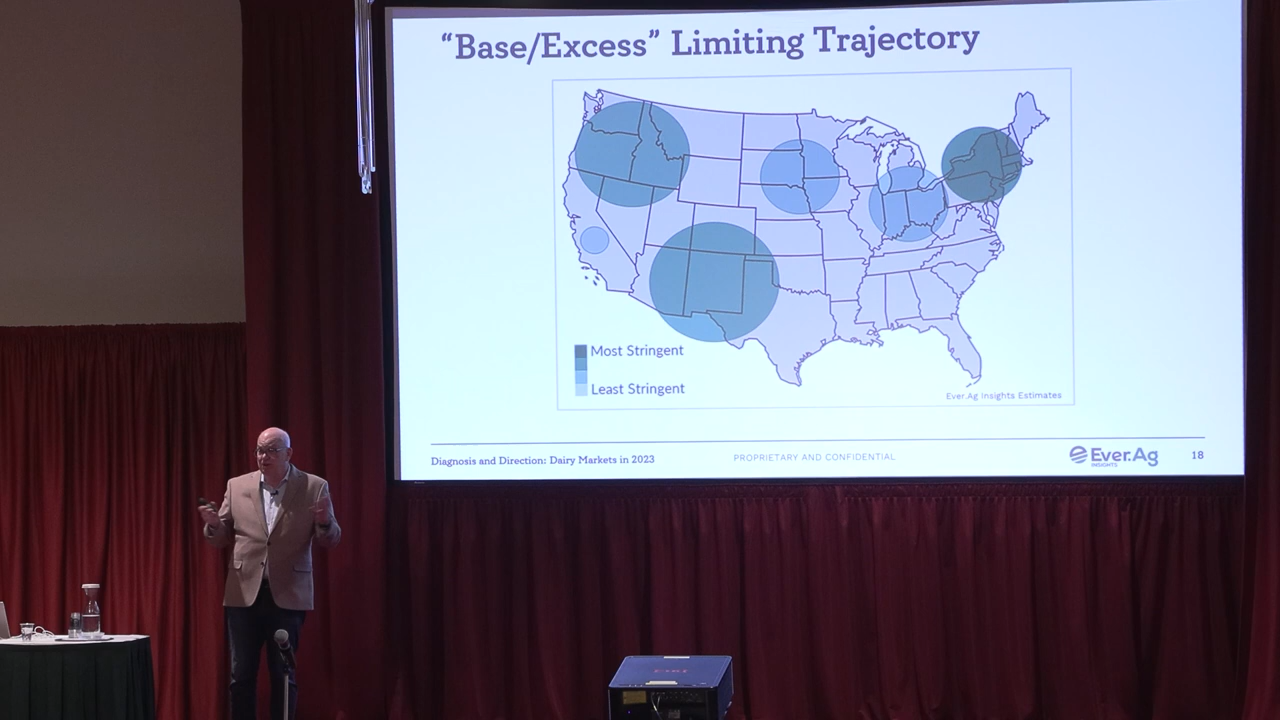 “Base/Excess” Limiting Trajectory
Most Stringent
Least Stringent
Ever.Ag Insights Estimates
Diagnosis and Direction: Dairy Markets in 2023
PROPRIETARY AND CONFIDENTIAL
Ever.Ag
INSIGHTS
18